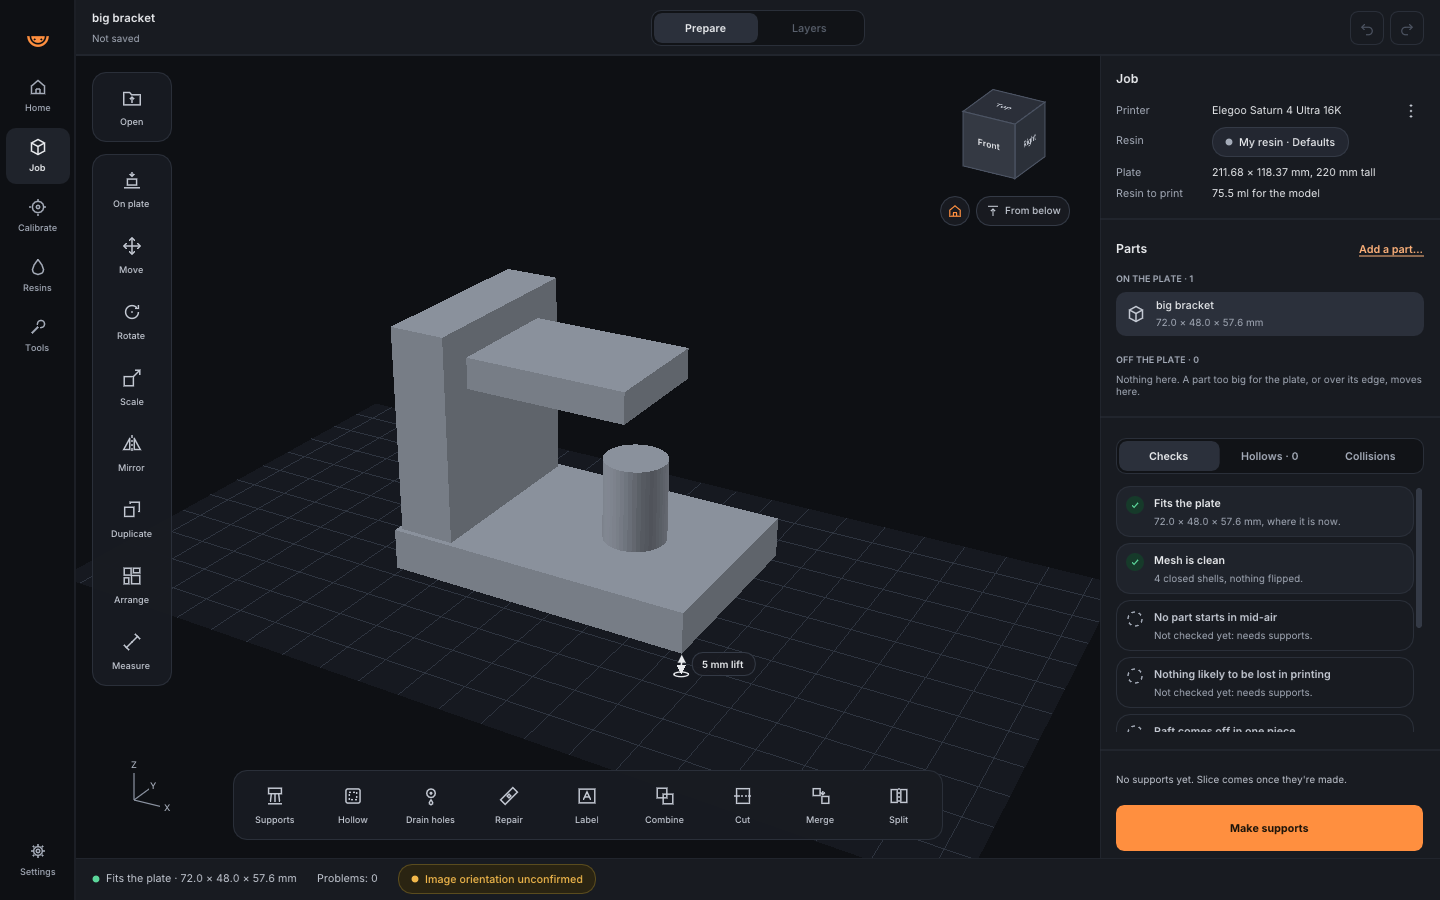 big bracket
Not saved
Prepare
Layers
Home
Job
Calibrate
Resins
Tools
Settings
Open
On plate
Move
Rotate
Scale
Mirror
Duplicate
Arrange
Measure
Top
Front
Right
From below
5 mm lift
Z
Y
X
Supports
Hollow
Drain holes
Repair
Label
Combine
Cut
Merge
Split
Job
Printer
Elegoo Saturn 4 Ultra 16K
Resin
My resin · Defaults
Plate
211.68 × 118.37 mm, 220 mm tall
Resin to print
75.5 ml for the model
Parts
Add a part...
ON THE PLATE · 1
big bracket
72.0 × 48.0 × 57.6 mm
OFF THE PLATE · 0
Nothing here. A part too big for the plate, or over its edge, moves
here.
Checks
Hollows · 0
Collisions
Fits the plate
72.0 × 48.0 × 57.6 mm, where it is now.
Mesh is clean
4 closed shells, nothing flipped.
No part starts in mid-air
Not checked yet: needs supports.
Nothing likely to be lost in printing
Not checked yet: needs supports.
Raft comes off in one piece
No supports yet. Slice comes once they're made.
Make supports
Fits the plate · 72.0 × 48.0 × 57.6 mm
Problems: 0
Image orientation unconfirmed